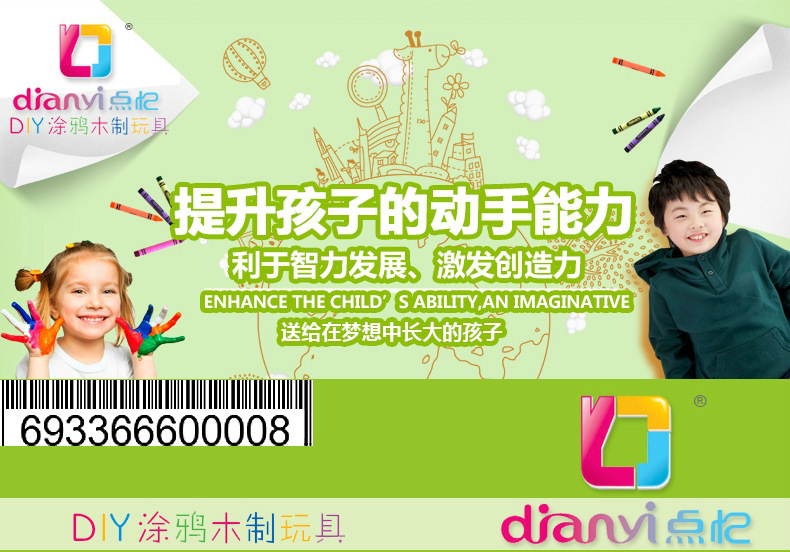 ®
dianyi点忆
DIY涂鸦木制玩具
提升孩子的动手能力
利于智力发展、激发创造力
ENHANCE THE CHILD’S ABILITY,AN IMAGINATIVE
送给在梦想中长大的孩子
693366600008
®
DIY涂鸦木制玩具
dianyi点忆